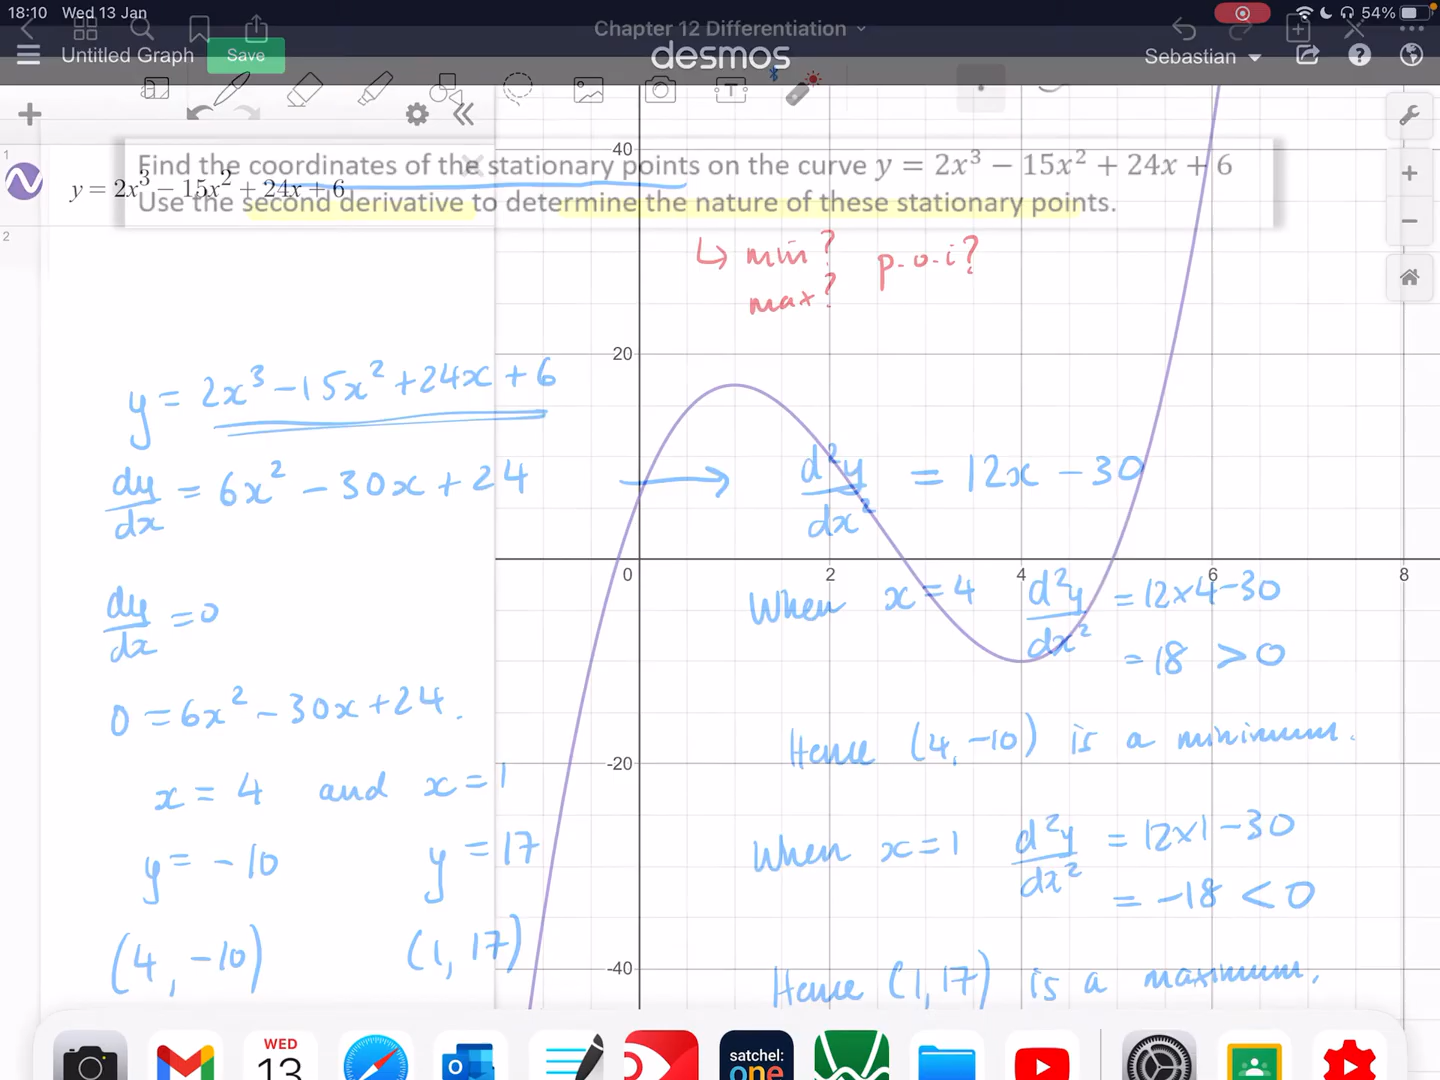 18:10 Wed 13 Jan
54%
Chapter 12 Differentiation
Untitled Graph
Save
desmos
Sebastian
1
y = 2x³ − 15x² + 24x + 6
2
Find the coordinates of the stationary points on the curve y = 2x³ − 15x² + 24x + 6
Use the second derivative to determine the nature of these stationary points.
↳ min? p.o.i?
max?
40
20
0
2
4
6
8
-20
-40
y = 2x³ − 15x² + 24x + 6
dy/dx = 6x² − 30x + 24 → d²y/dx² = 12x − 30
dy/dx = 0
0 = 6x² − 30x + 24.
x = 4 and x = 1
y = −10 y = 17
(4, −10) (1, 17)
When x = 4 d²y/dx² = 12×4−30
= 18 > 0
Hence (4, −10) is a minimum.
When x = 1 d²y/dx² = 12×1−30
= −18 < 0
Hence (1, 17) is a maximum.
WED
13
satchel:
one